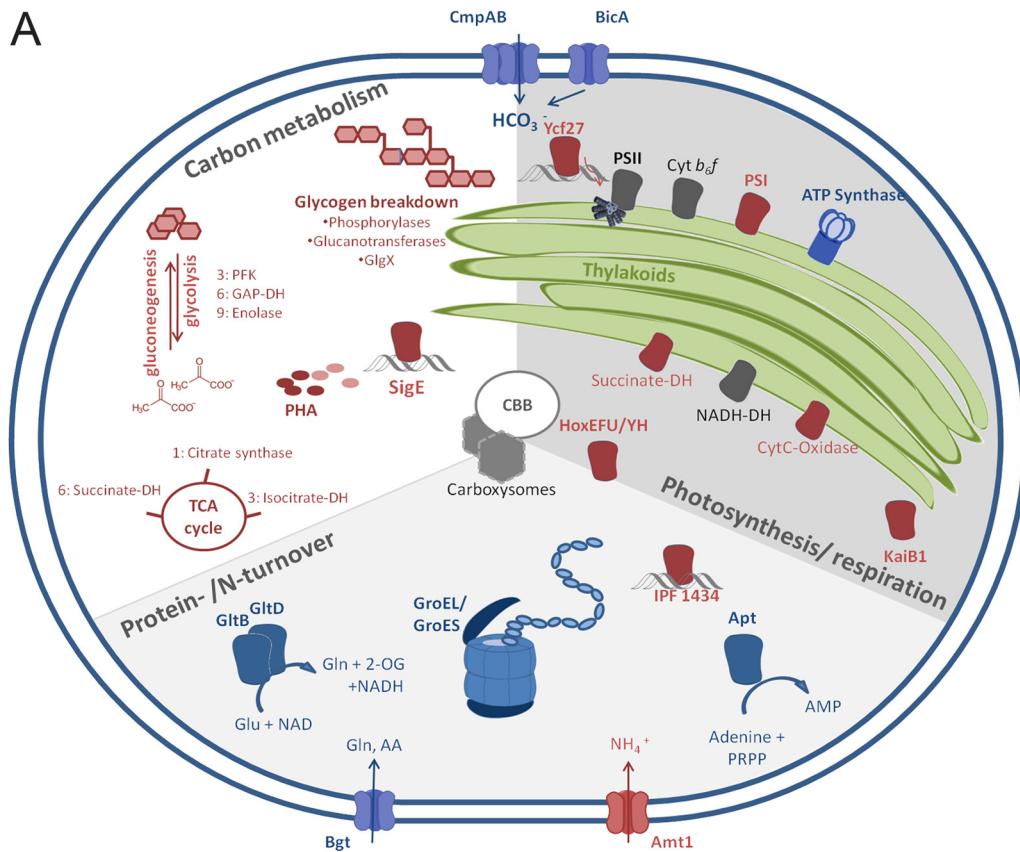 A
CmpAB
BicA
HCO₃⁻
Carbon metabolism
Glycogen breakdown
•Phosphorylases
•Glucanotransferases
•GlgX
gluconeogenesis
glycolysis
3: PFK
6: GAP-DH
9: Enolase
O
H₃C
COO⁻
O
H₃C
COO⁻
PHA
SigE
1: Citrate synthase
6: Succinate-DH
3: Isocitrate-DH
TCA
cycle
CBB
Carboxysomes
Ycf27
PSII
Cyt b₆f
PSI
ATP Synthase
Thylakoids
Succinate-DH
NADH-DH
CytC-Oxidase
HoxEFU/YH
KaiB1
Photosynthesis/ respiration
Protein-/N-turnover
GltD
GltB
Gln + 2-OG
+NADH
Glu + NAD
GroEL/
GroES
IPF 1434
Apt
AMP
Adenine +
PRPP
Gln, AA
Bgt
NH₄⁺
Amt1